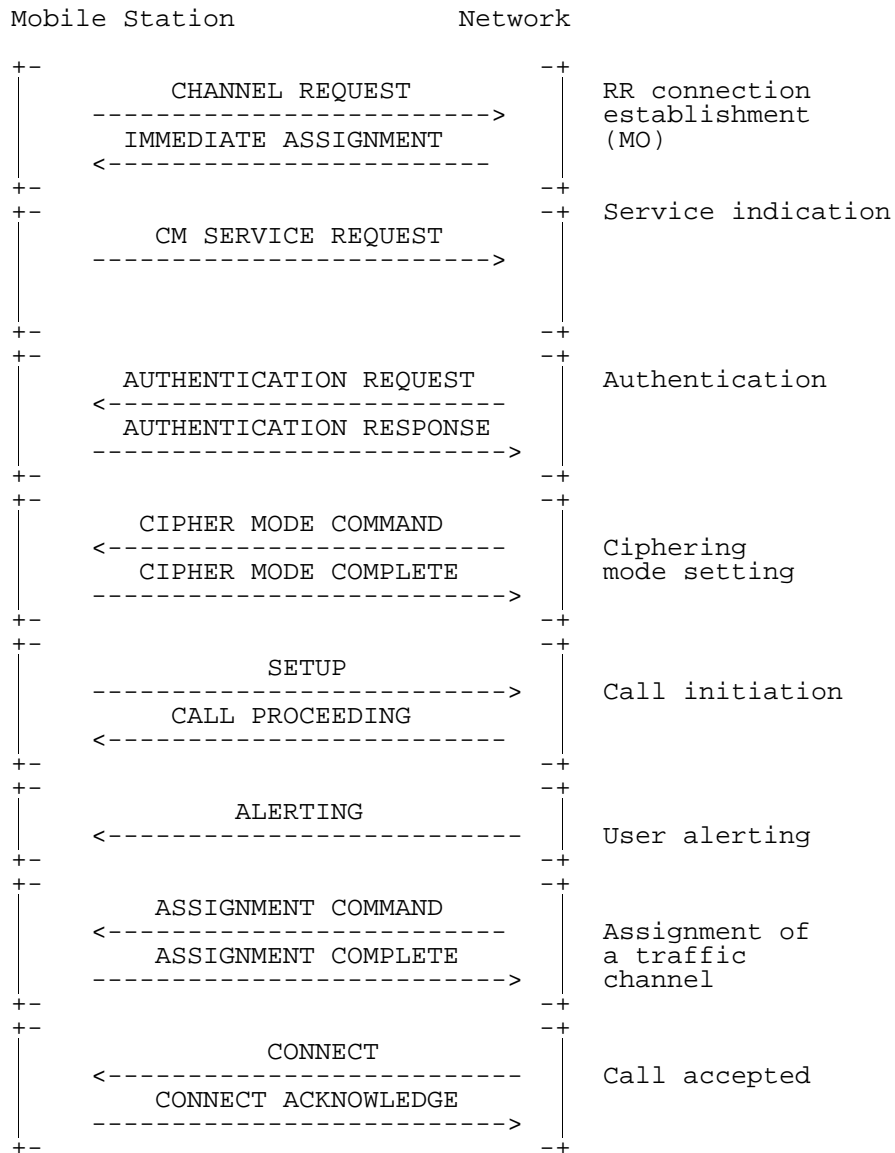 Mobile Station Network
+- -+
CHANNEL REQUEST RR connection
--------------------------> establishment
IMMEDIATE ASSIGNMENT (MO)
<-------------------------
+- -+
+- -+ Service indication
CM SERVICE REQUEST
-------------------------->
+- -+
+- -+
AUTHENTICATION REQUEST Authentication
<--------------------------
AUTHENTICATION RESPONSE
--------------------------->
+- -+
+- -+
CIPHER MODE COMMAND
<-------------------------- Ciphering
CIPHER MODE COMPLETE mode setting
--------------------------->
+- -+
+- -+
SETUP
---------------------------> Call initiation
CALL PROCEEDING
<--------------------------
+- -+
+- -+
ALERTING
<--------------------------- User alerting
+- -+
+- -+
ASSIGNMENT COMMAND
<-------------------------- Assignment of
ASSIGNMENT COMPLETE a traffic
---------------------------> channel
+- -+
+- -+
CONNECT
<--------------------------- Call accepted
CONNECT ACKNOWLEDGE
--------------------------->
+- -+